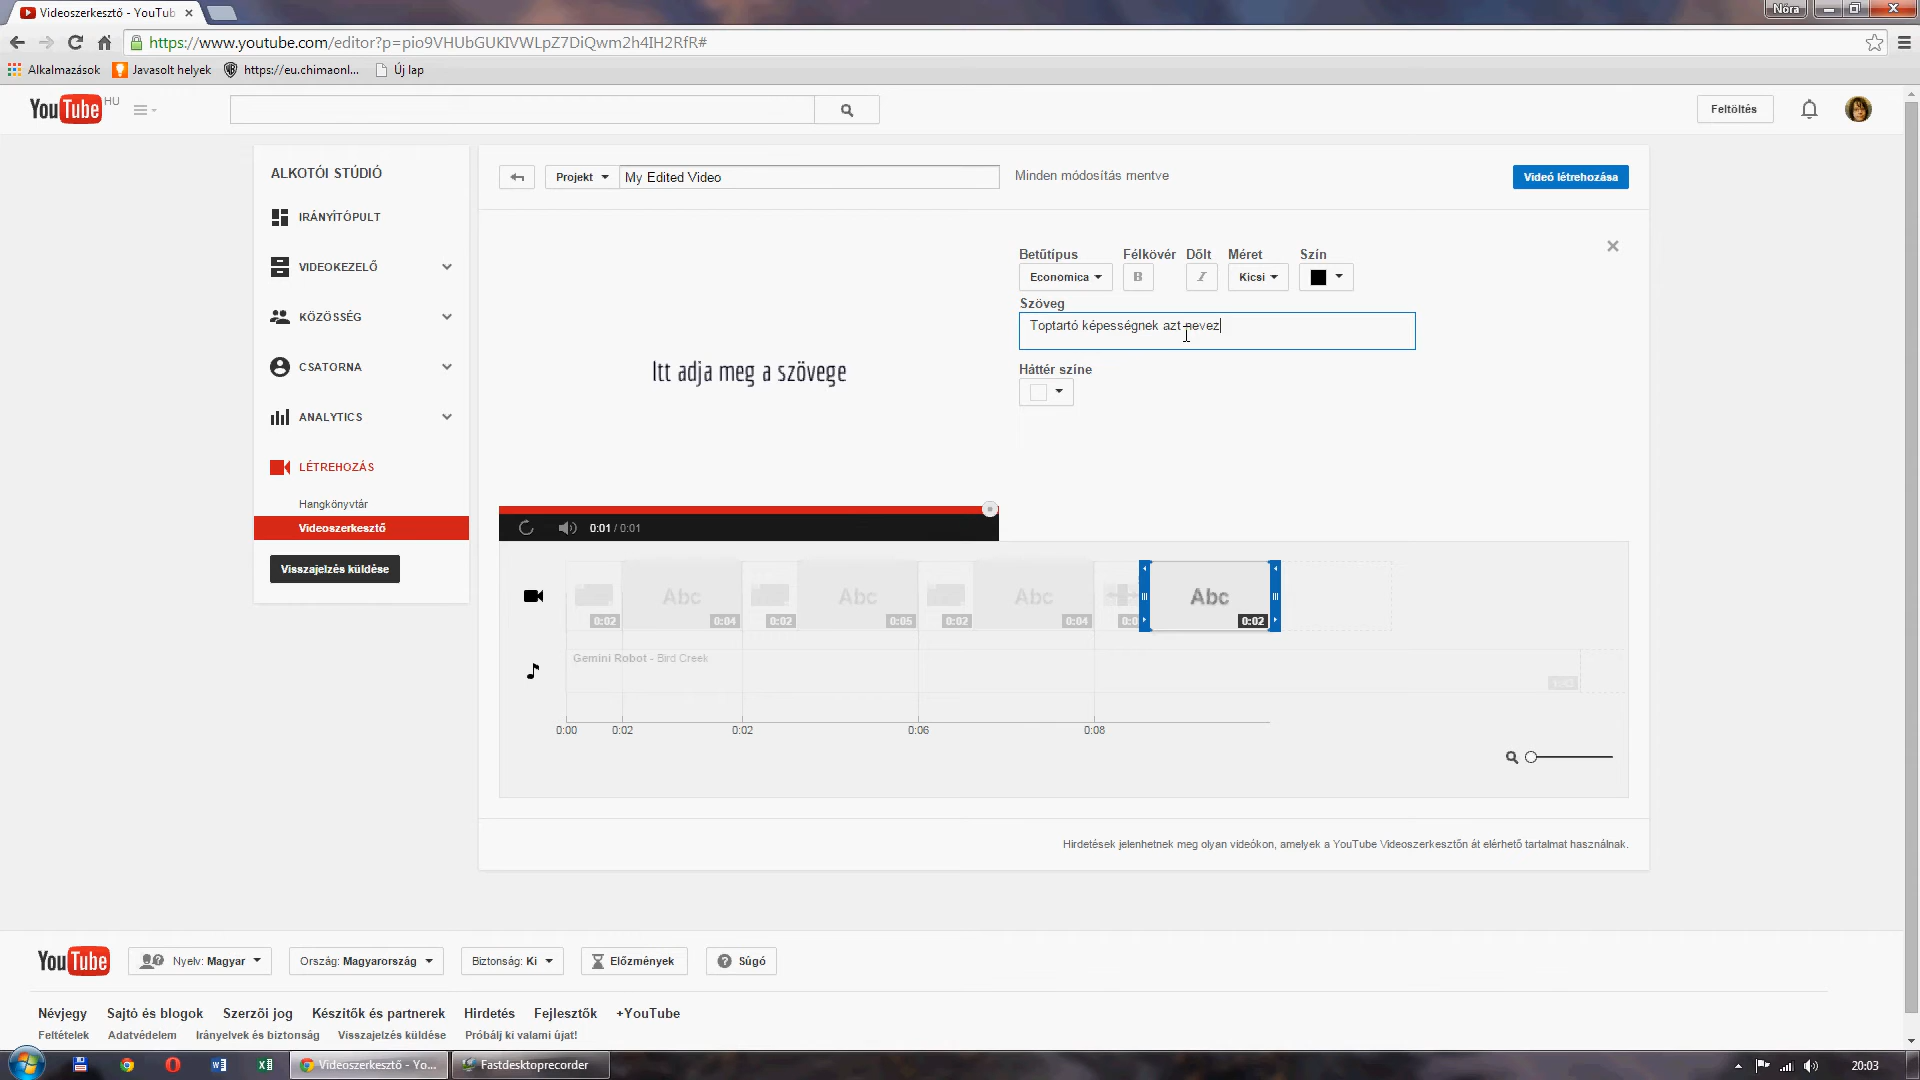 Videoszerkesztő - YouTub
Nóra
https://www.youtube.com/editor?p=pio9VHUbGUKIVWLpZ7DiQwm2h4IH2RfR#
Alkalmazások
Javasolt helyek
https://eu.chimaonl...
Új lap
YouTube HU
Feltöltés
ALKOTÓI STÚDIÓ
IRÁNYÍTÓPULT
VIDEOKEZELŐ
KÖZÖSSÉG
CSATORNA
ANALYTICS
LÉTREHOZÁS
Hangkönyvtár
Videoszerkesztő
Visszajelzés küldése
Projekt
My Edited Video
Minden módosítás mentve
Videó létrehozása
Betűtípus
Félkövér
Dőlt
Méret
Szín
Economica
B
I
Kicsi
Szöveg
Toptartó képességnek azt nevez
Háttér színe
Itt adja meg a szövege
0:01 / 0:01
Abc
Abc
Abc
Abc
0:02
0:04
0:02
0:05
0:02
0:04
0:0
0:02
Gemini Robot - Bird Creek
0:00
0:02
0:02
0:06
0:08
Hirdetések jelenhetnek meg olyan videókon, amelyek a YouTube Videoszerkesztőn át elérhető tartalmat használnak.
YouTube
Nyelv: Magyar
Ország: Magyarország
Biztonság: Ki
Előzmények
Súgó
Névjegy
Sajtó és blogok
Szerzői jog
Készítők és partnerek
Hirdetés
Fejlesztők
+YouTube
Feltételek
Adatvédelem
Irányelvek és biztonság
Visszajelzés küldése
Próbálj ki valami újat!
Videoszerkesztő - Yo...
Fastdesktoprecorder
20:03